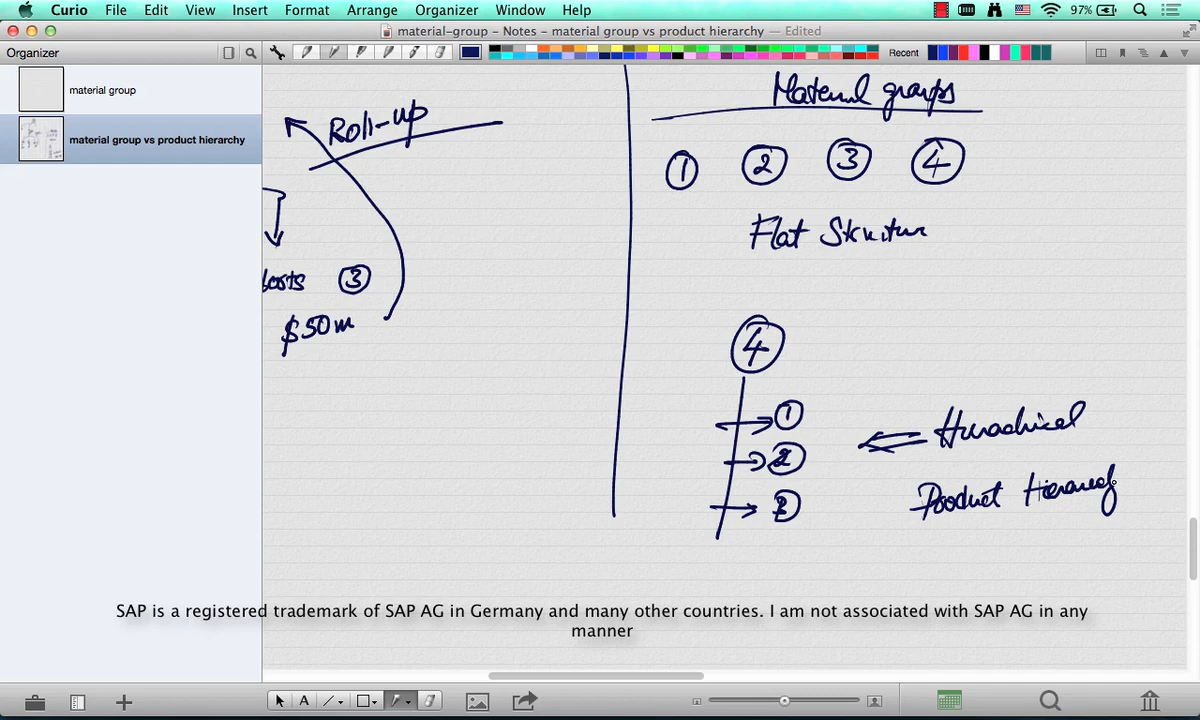 Curio File Edit View Insert Format Arrange Organizer Window Help 97%
material-group – Notes – material group vs product hierarchy — Edited
Organizer Recent
material group
material group vs product hierarchy
Roll-up
Costs ③
$50m
Material groups
① ② ③ ④
Flat Structure
④
①
②
③
Hierachical
Product Hierarchy
SAP is a registered trademark of SAP AG in Germany and many other countries. I am not associated with SAP AG in any
manner
A